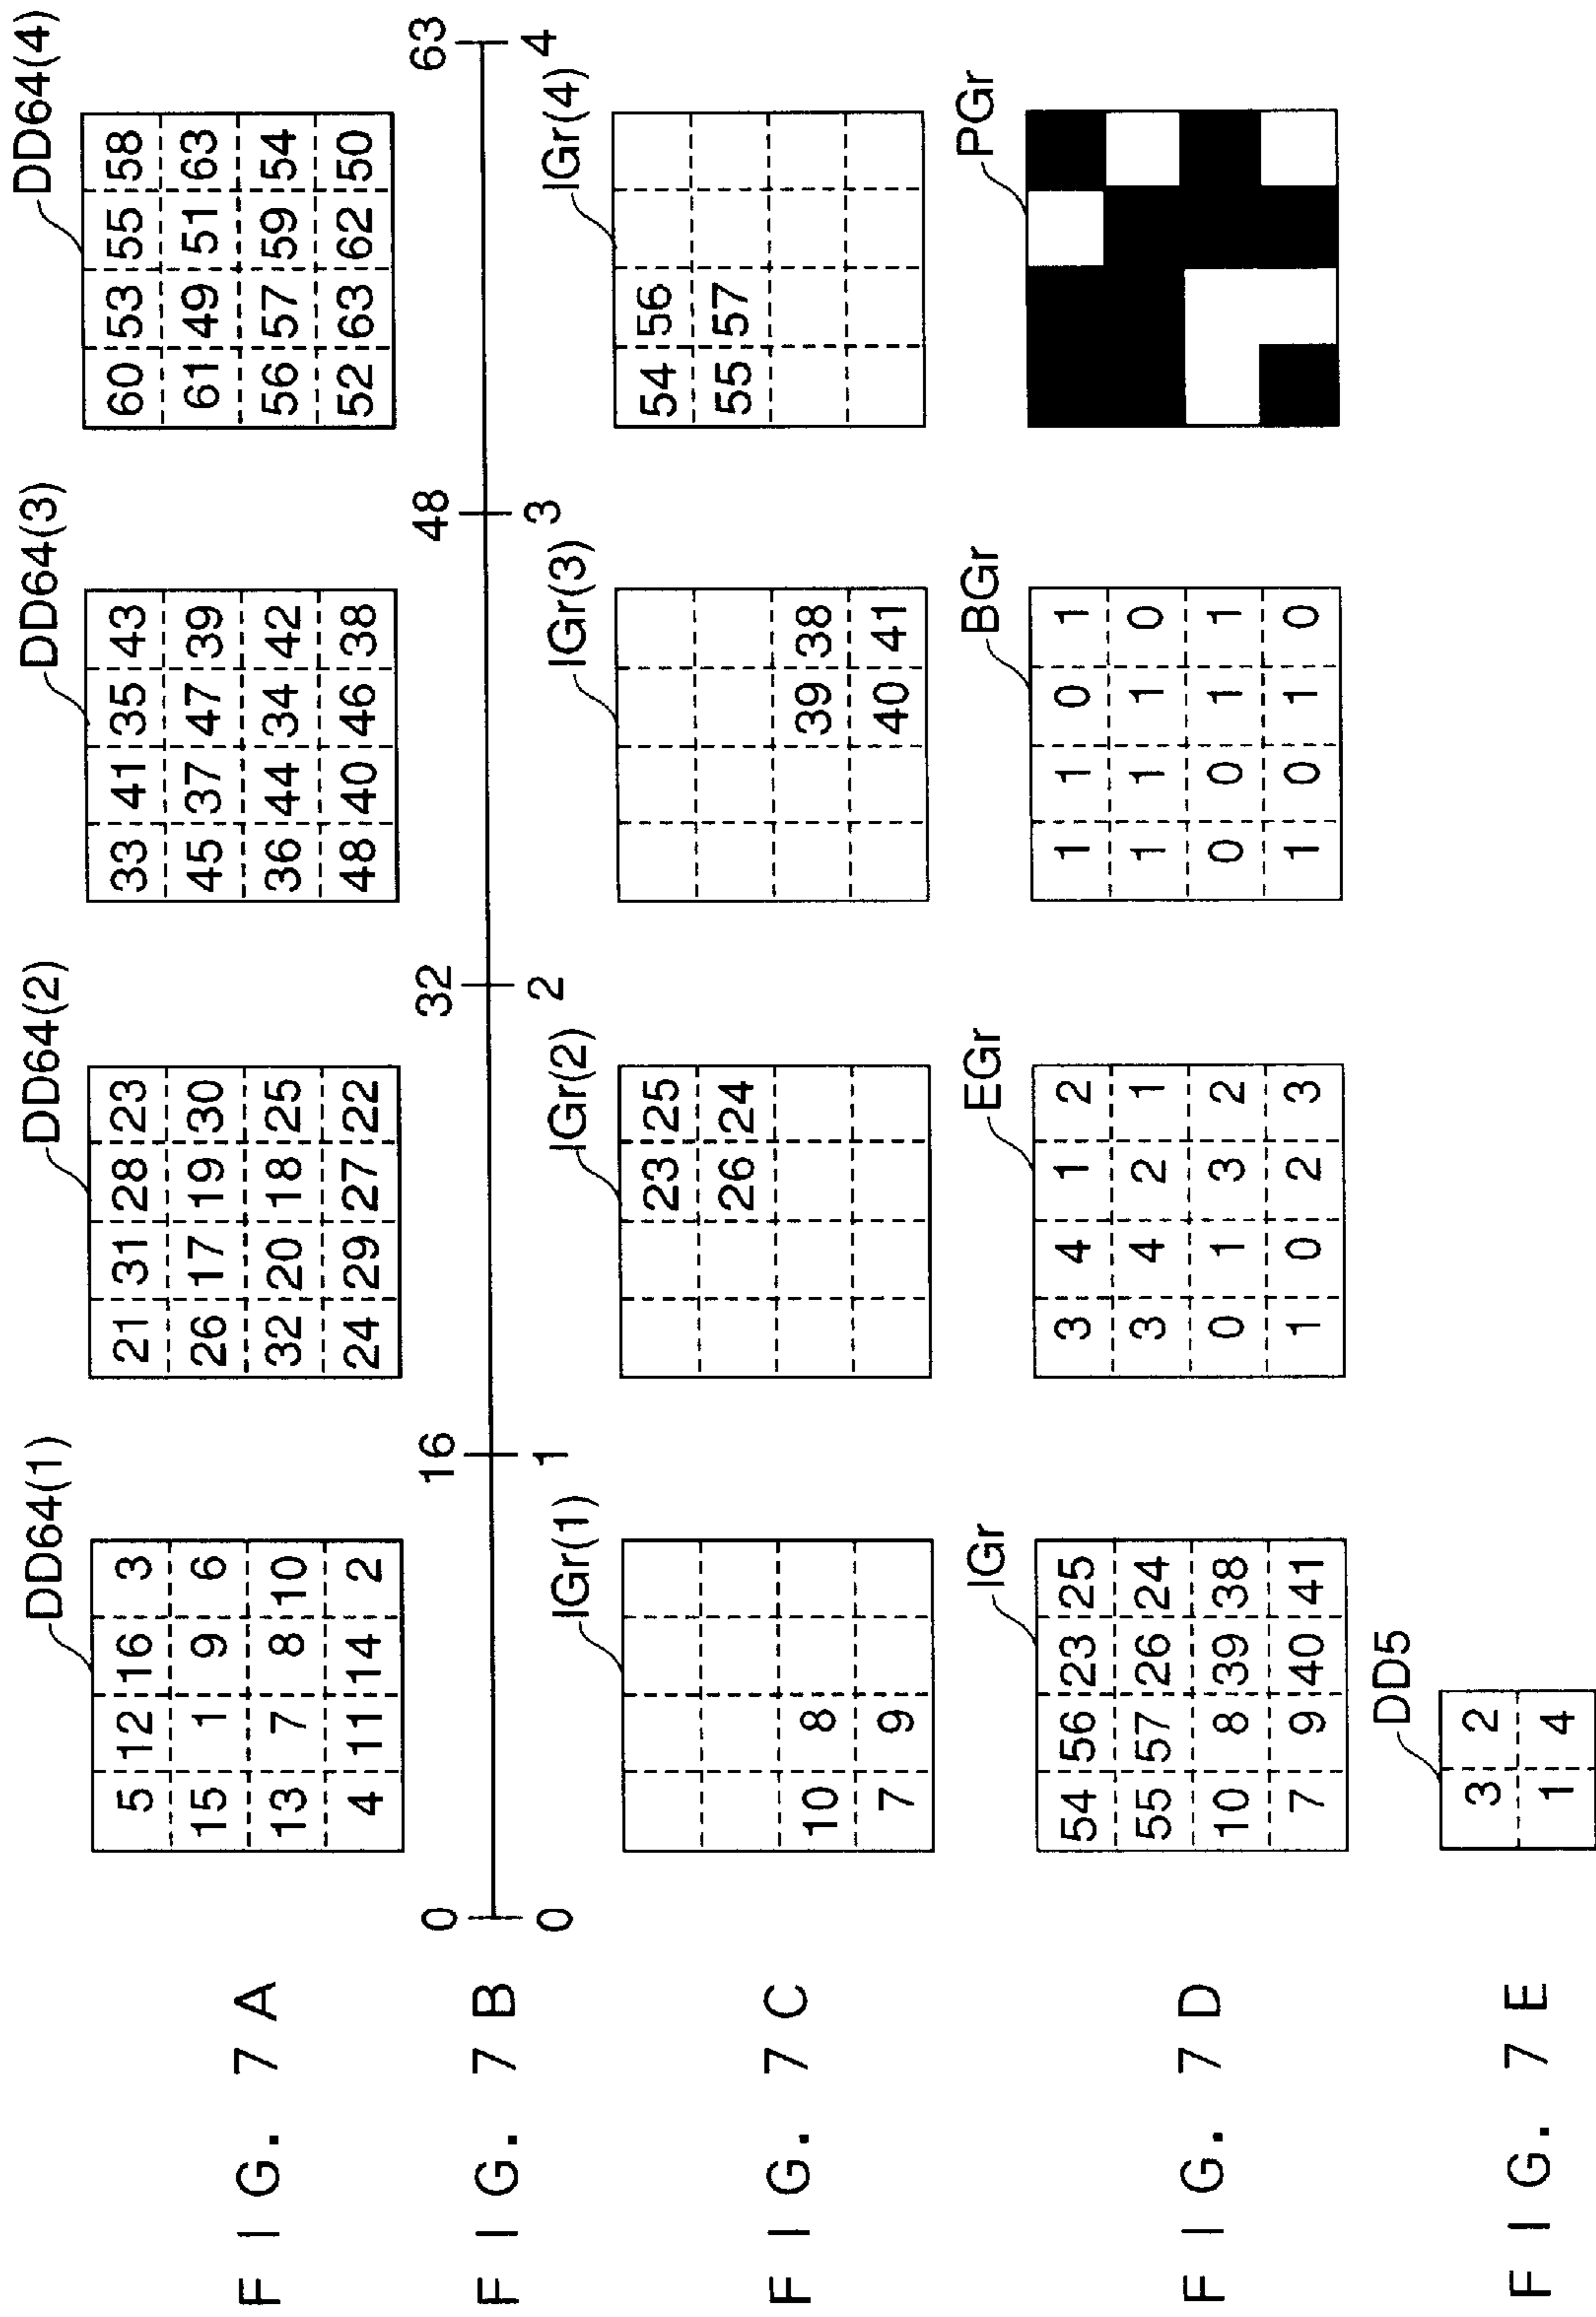 FIG. 7A
DD64(1)
5 12 16 3
15 1 9 6
13 7 8 10
4 11 14 2
DD64(2)
21 31 28 23
26 17 19 30
32 20 18 25
24 29 27 22
DD64(3)
33 41 35 43
45 37 47 39
36 44 34 42
48 40 46 38
DD64(4)
60 53 55 58
61 49 51 63
56 57 59 54
52 63 62 50
FIG. 7B
0 16 32 48 63
0 1 2 3 4
FIG. 7C
IGr(1)
10 8
7 9
IGr(2)
23 25
26 24
IGr(3)
39 38
40 41
IGr(4)
54 56
55 57
FIG. 7D
IGr
54 56 23 25
55 57 26 24
10 8 39 38
7 9 40 41
EGr
3 4 1 2
3 4 2 1
0 1 3 2
1 0 2 3
BGr
1 1 0 1
1 1 1 0
0 0 1 1
1 0 1 0
PGr
FIG. 7E
DD5
3 2
1 4